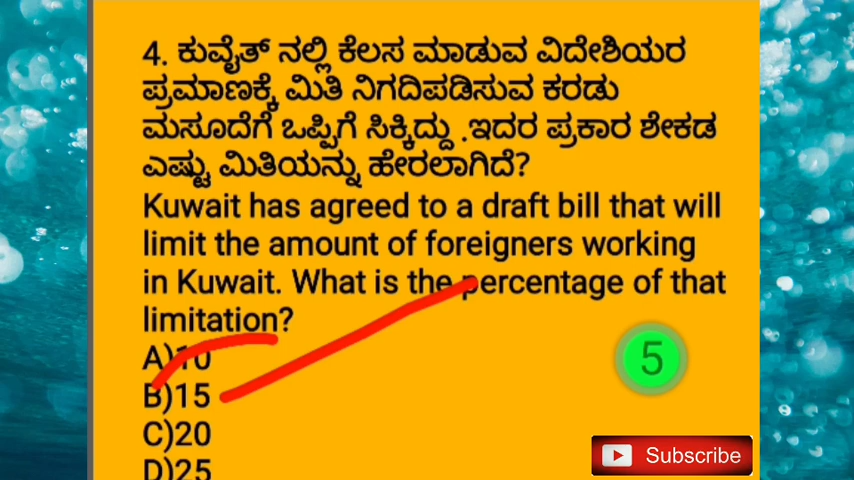 4. ಕುವೈತ್ ನಲ್ಲಿ ಕೆಲಸ ಮಾಡುವ ವಿದೇಶಿಯರ
ಪ್ರಮಾಣಕ್ಕೆ ಮಿತಿ ನಿಗದಿಪಡಿಸುವ ಕರಡು
ಮಸೂದೆಗೆ ಒಪ್ಪಿಗೆ ಸಿಕ್ಕಿದ್ದು .ಇದರ ಪ್ರಕಾರ ಶೇಕಡ
ಎಷ್ಟು ಮಿತಿಯನ್ನು ಹೇರಲಾಗಿದೆ?
Kuwait has agreed to a draft bill that will
limit the amount of foreigners working
in Kuwait. What is the percentage of that
limitation?
A)10
B)15
C)20
D)25
5
Subscribe